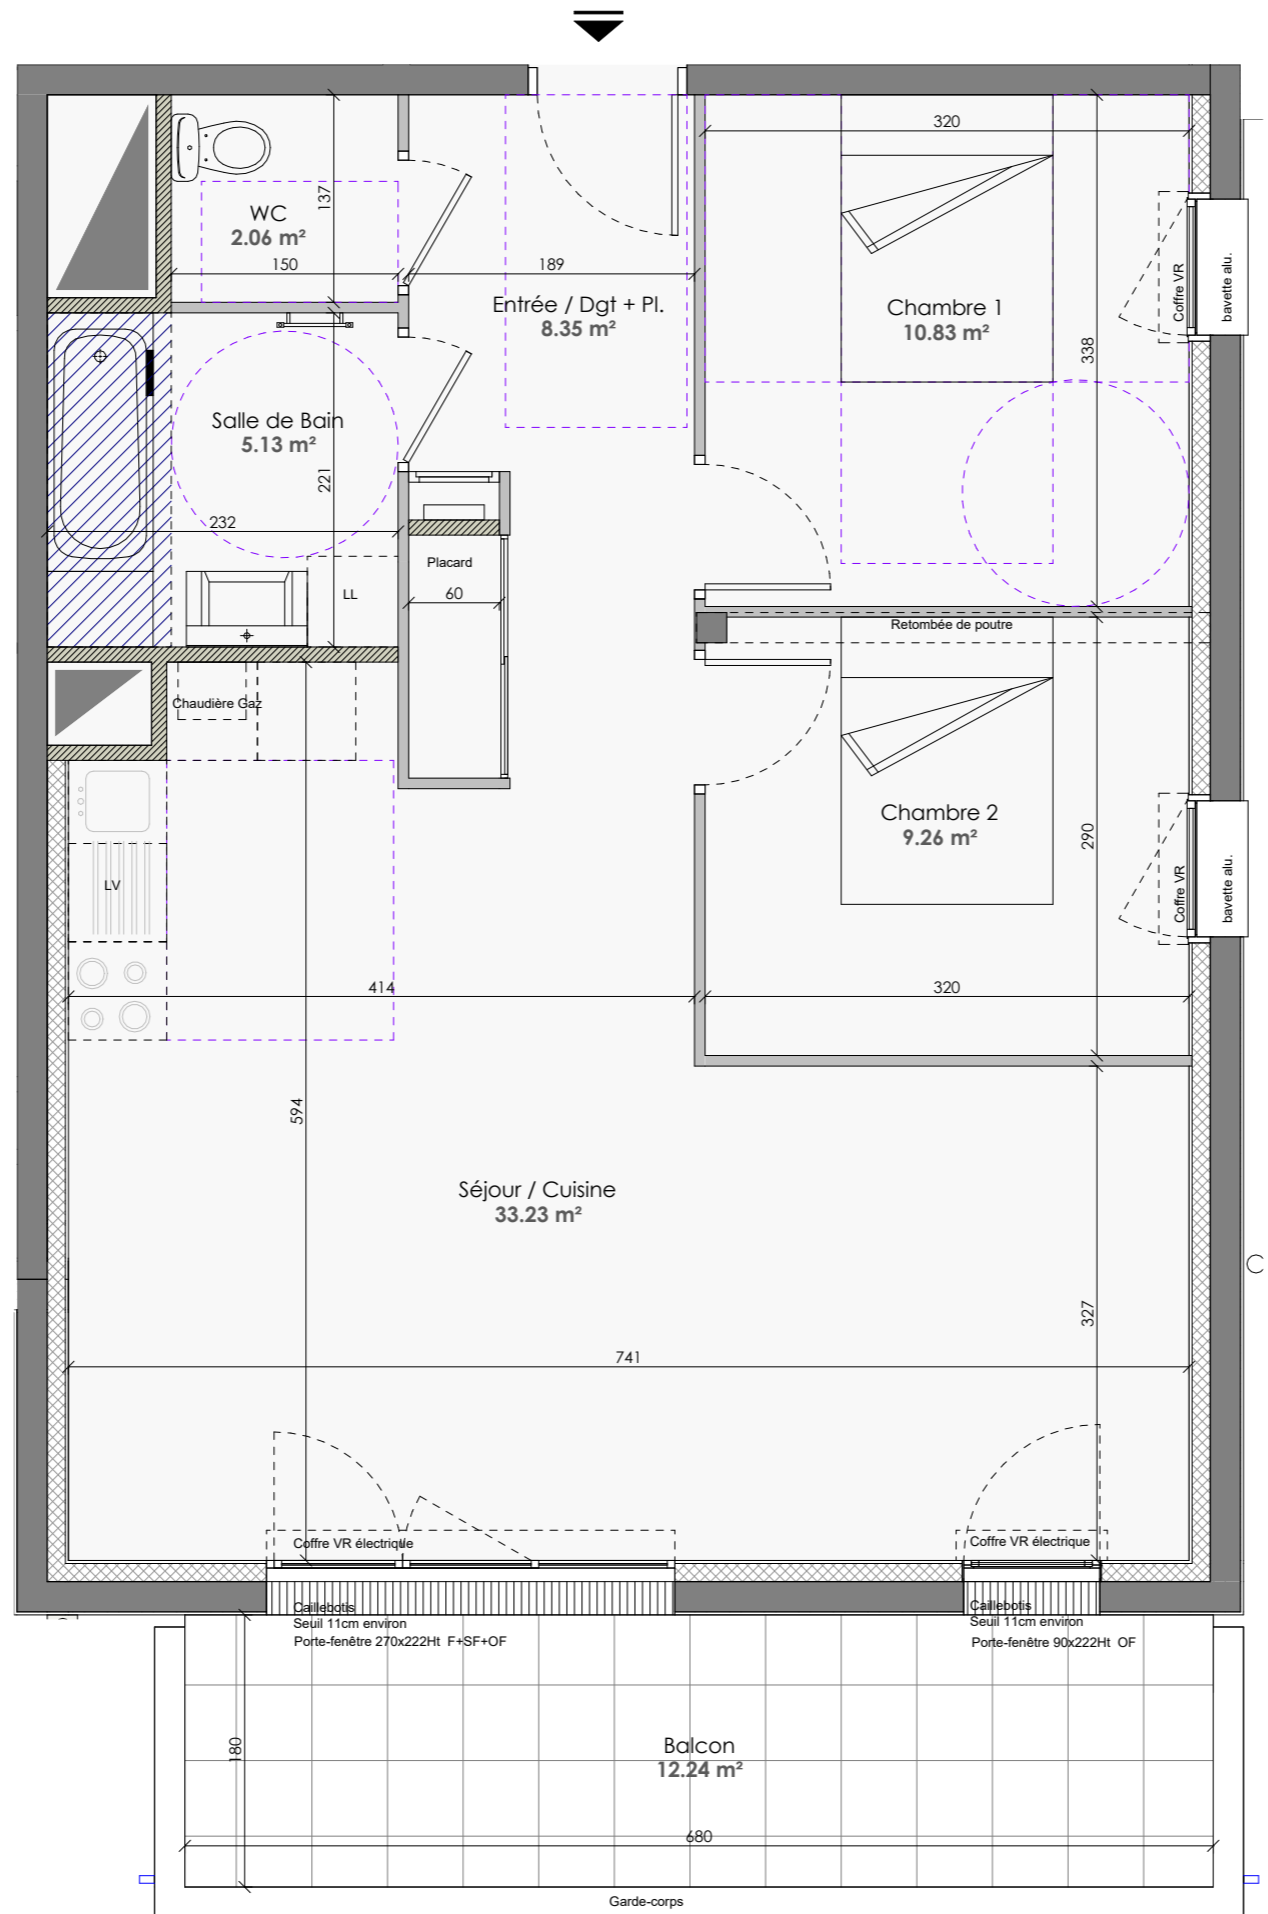 320
137
WC
2.06 m²
150
189
Entrée / Dgt + Pl.
8.35 m²
Chambre 1
10.83 m²
338
Coffre VR
bavette alu.
Salle de Bain
5.13 m²
221
232
LL
Placard
60
Retombée de poutre
Chaudière Gaz
Chambre 2
9.26 m²
290
Coffre VR
bavette alu.
LV
414
320
594
Séjour / Cuisine
33.23 m²
327
741
Coffre VR électrique
Coffre VR électrique
Caillebotis
Seuil 11cm environ
Porte-fenêtre 270x222Ht F+SF+OF
Caillebotis
Seuil 11cm environ
Porte-fenêtre 90x222Ht OF
180
Balcon
12.24 m²
680
Garde-corps